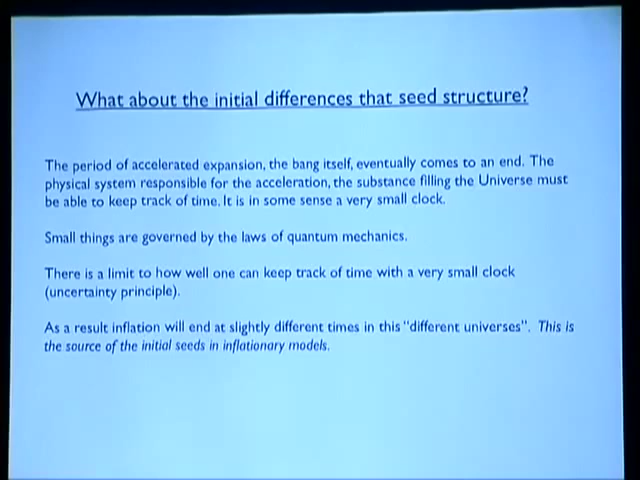 What about the initial differences that seed structure?
The period of accelerated expansion, the bang itself, eventually comes to an end. The
physical system responsible for the acceleration, the substance filling the Universe must
be able to keep track of time. It is in some sense a very small clock.
Small things are governed by the laws of quantum mechanics.
There is a limit to how well one can keep track of time with a very small clock
(uncertainty principle).
As a result inflation will end at slightly different times in this "different universes". This is
the source of the initial seeds in inflationary models.